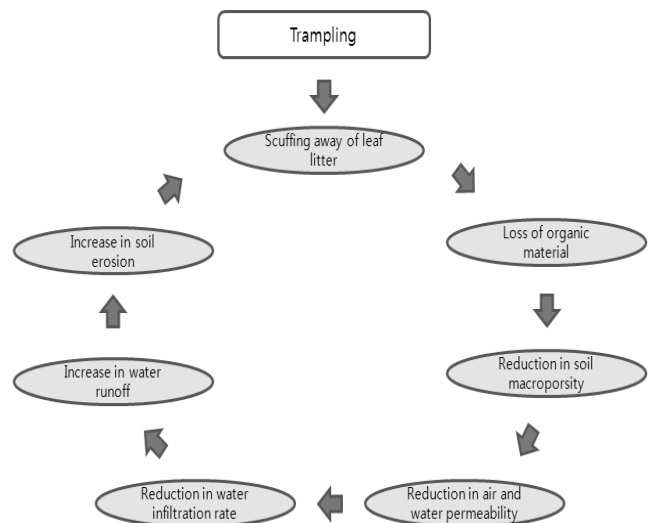 Trampling
Scuffing away of leaf
litter
Loss of organic
material
Reduction in soil
macroporsity
Reduction in air and
water permeability
Reduction in water
infiltration rate
Increase in water
runoff
Increase in soil
erosion